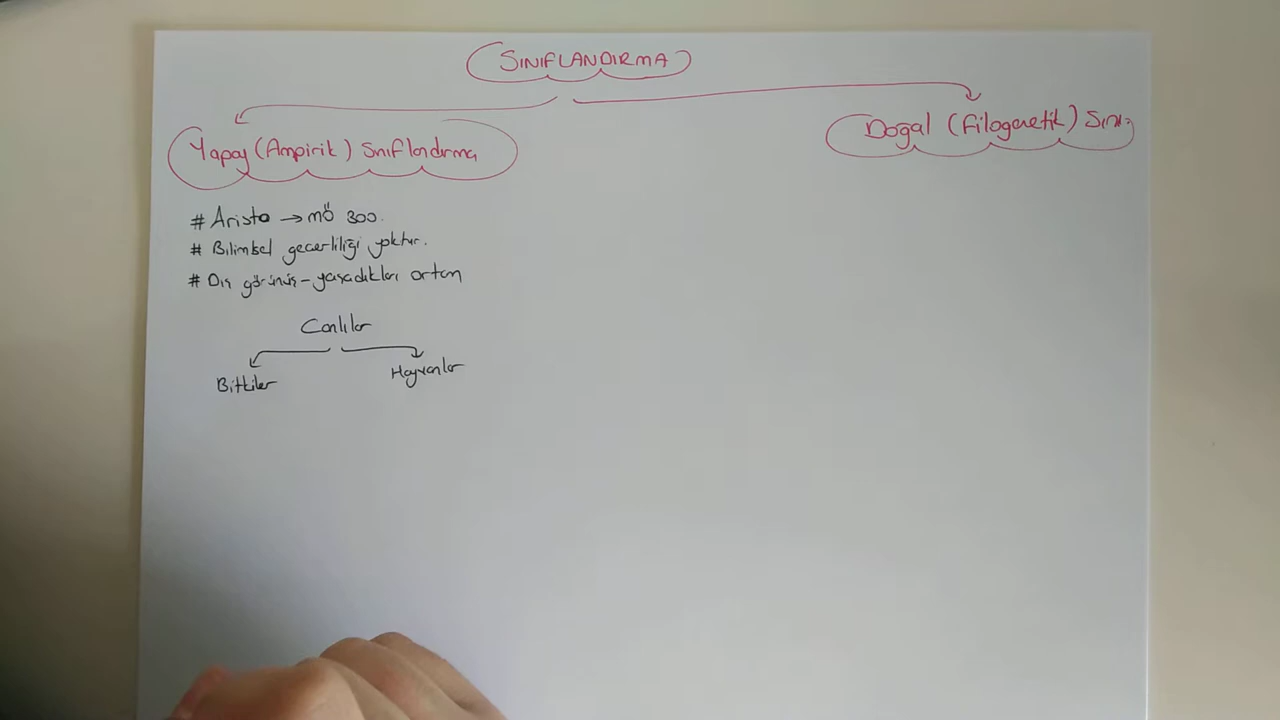 SINIFLANDIRMA
Yapay (Ampirik) Sınıflandırma
Doğal (Filogenetik) Sınıf
# Aristo → mö 300.
# Bilimsel geçerliliği yoktur.
# Dış görünüş - yaşadıkları ortam
Canlılar
Bitkiler
Hayvanlar